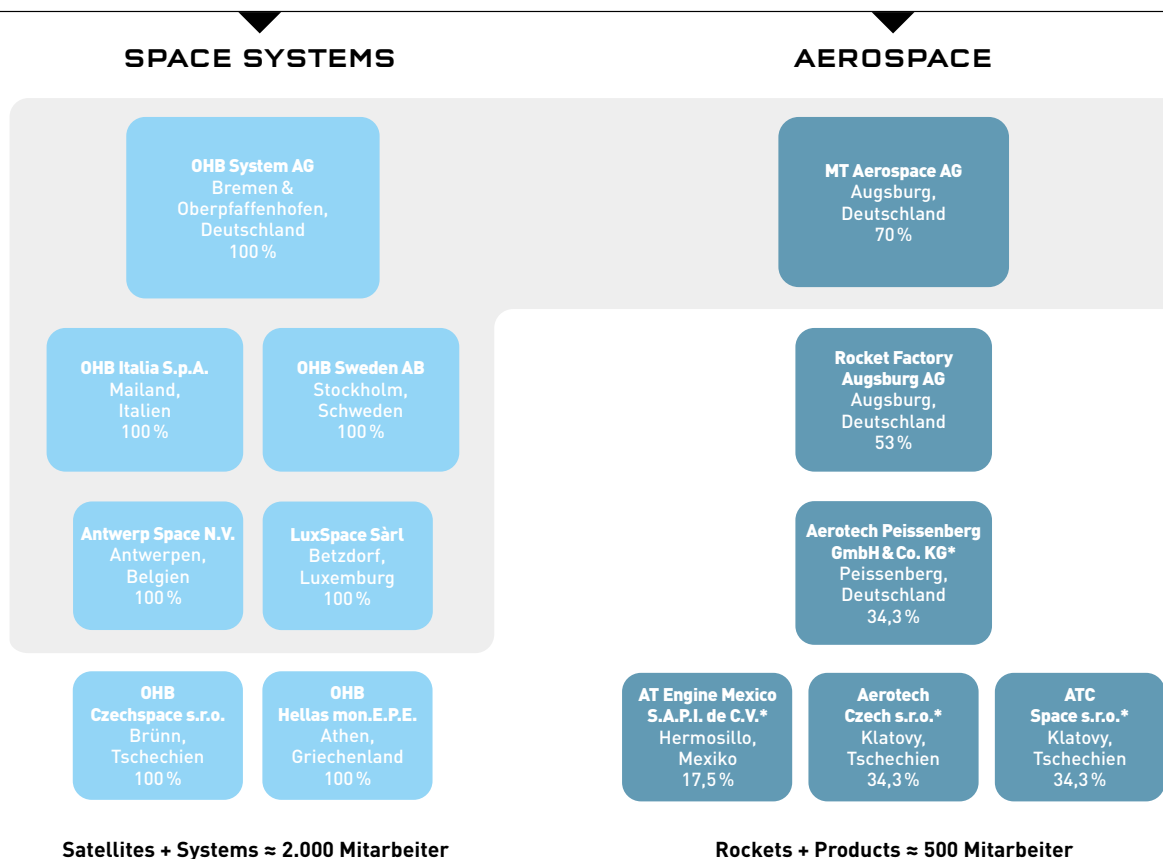 SPACE SYSTEMS
OHB System AG
Bremen &
Oberpfaffenhofen,
Deutschland
100 %
OHB Italia S.p.A.
Mailand,
Italien
100 %
OHB Sweden AB
Stockholm,
Schweden
100 %
Antwerp Space N.V.
Antwerpen,
Belgien
100 %
LuxSpace Sàrl
Betzdorf,
Luxemburg
100 %
OHB
Czechspace s.r.o.
Brünn,
Tschechien
100 %
OHB
Hellas mon.E.P.E.
Athen,
Griechenland
100 %
Satellites + Systems ≈ 2.000 Mitarbeiter
AEROSPACE
MT Aerospace AG
Augsburg,
Deutschland
70 %
Rocket Factory
Augsburg AG
Augsburg,
Deutschland
53 %
Aerotech Peissenberg
GmbH & Co. KG*
Peissenberg,
Deutschland
34,3 %
AT Engine Mexico
S.A.P.I. de C.V.*
Hermosillo,
Mexiko
17,5 %
Aerotech
Czech s.r.o.*
Klatovy,
Tschechien
34,3 %
ATC
Space s.r.o.*
Klatovy,
Tschechien
34,3 %
Rockets + Products ≈ 500 Mitarbeiter